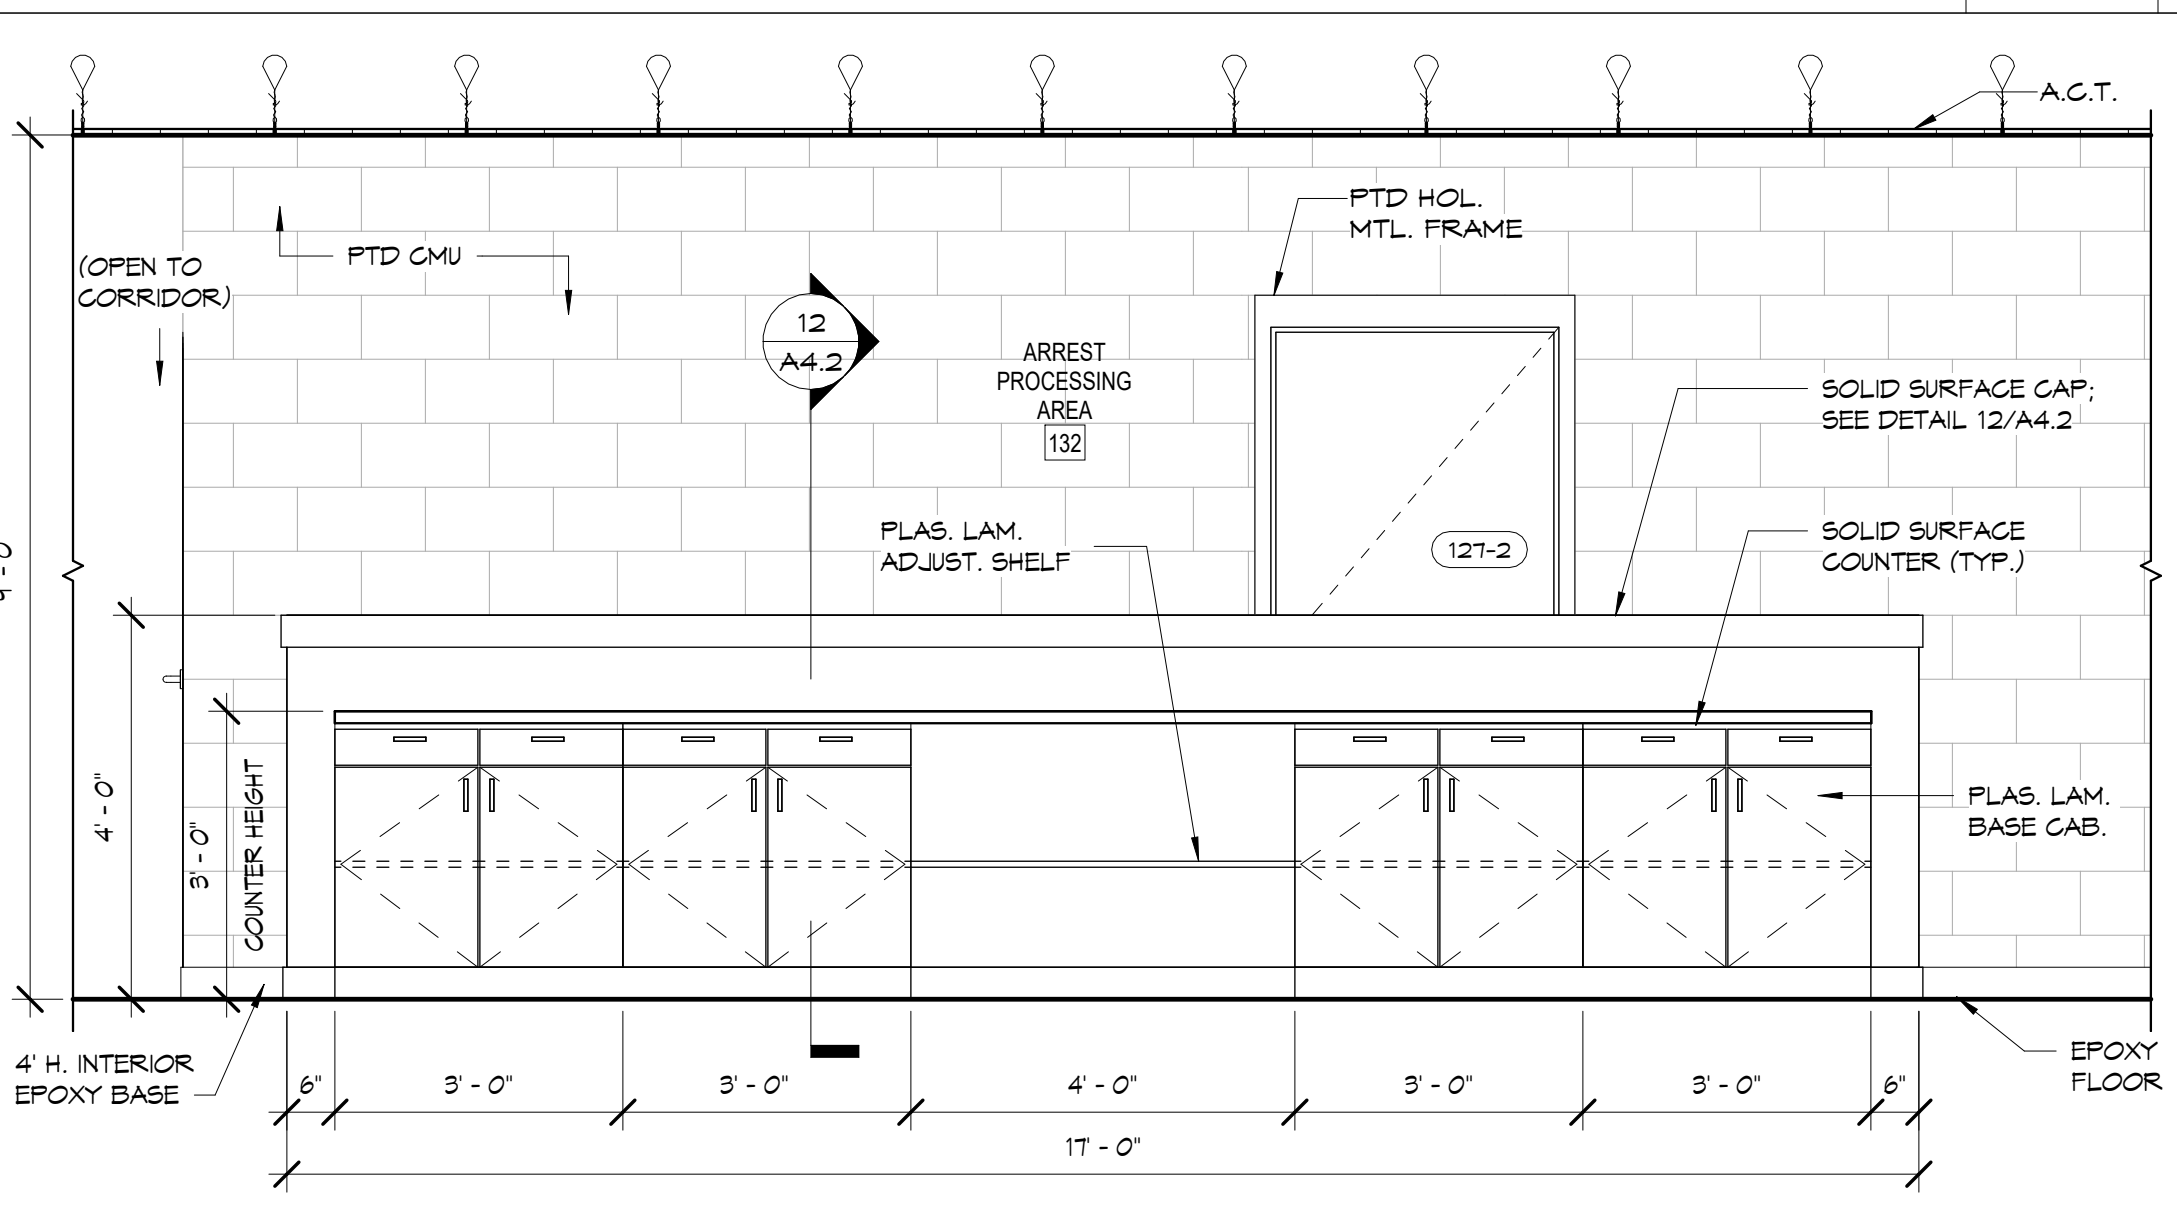 A.C.T.
PTD HOL.
MTL. FRAME
PTD CMU
(OPEN TO
CORRIDOR)
12
A4.2
ARREST
PROCESSING
AREA
132
SOLID SURFACE CAP;
SEE DETAIL 12/A4.2
PLAS. LAM.
ADJUST. SHELF
127-2
SOLID SURFACE
COUNTER (TYP.)
4' - 0"
3' - 0"
COUNTER HEIGHT
PLAS. LAM.
BASE CAB.
4' H. INTERIOR
EPOXY BASE
EPOXY
FLOOR
6"
3' - 0"
3' - 0"
4' - 0"
3' - 0"
3' - 0"
6"
17' - 0"